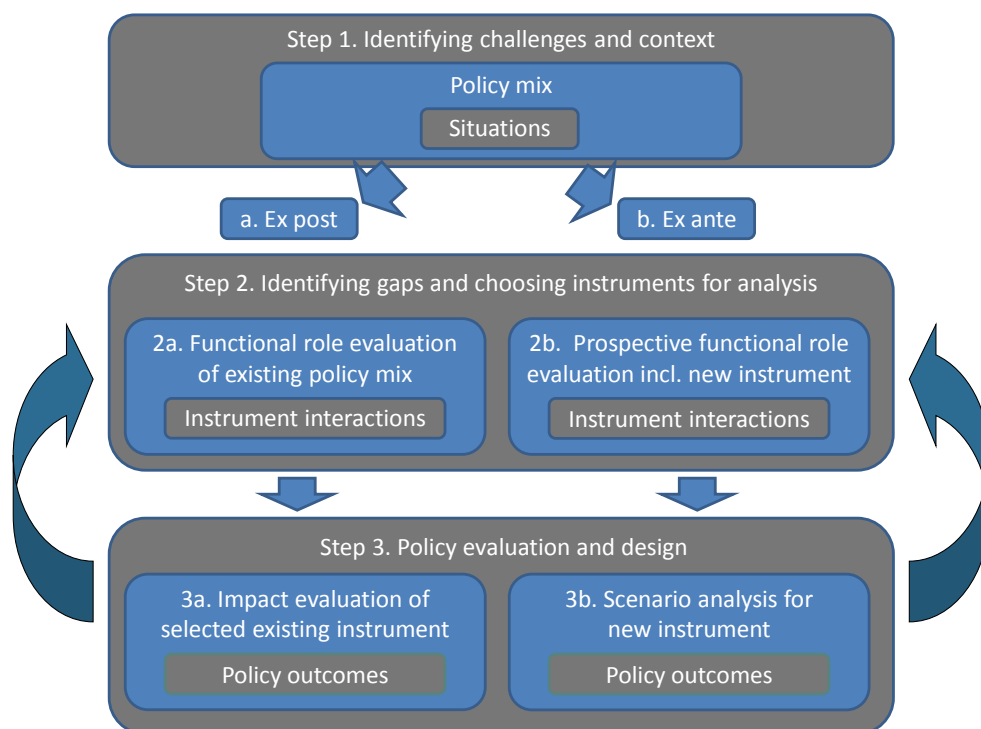 Step 1. Identifying challenges and context
Policy mix
Situations
a. Ex post
b. Ex ante
Step 2. Identifying gaps and choosing instruments for analysis
2a. Functional role evaluation
of existing policy mix
Instrument interactions
2b.  Prospective functional role
evaluation incl. new instrument
Instrument interactions
Step 3. Policy evaluation and design
3a. Impact evaluation of
selected existing instrument
Policy outcomes
3b. Scenario analysis for
new instrument
Policy outcomes